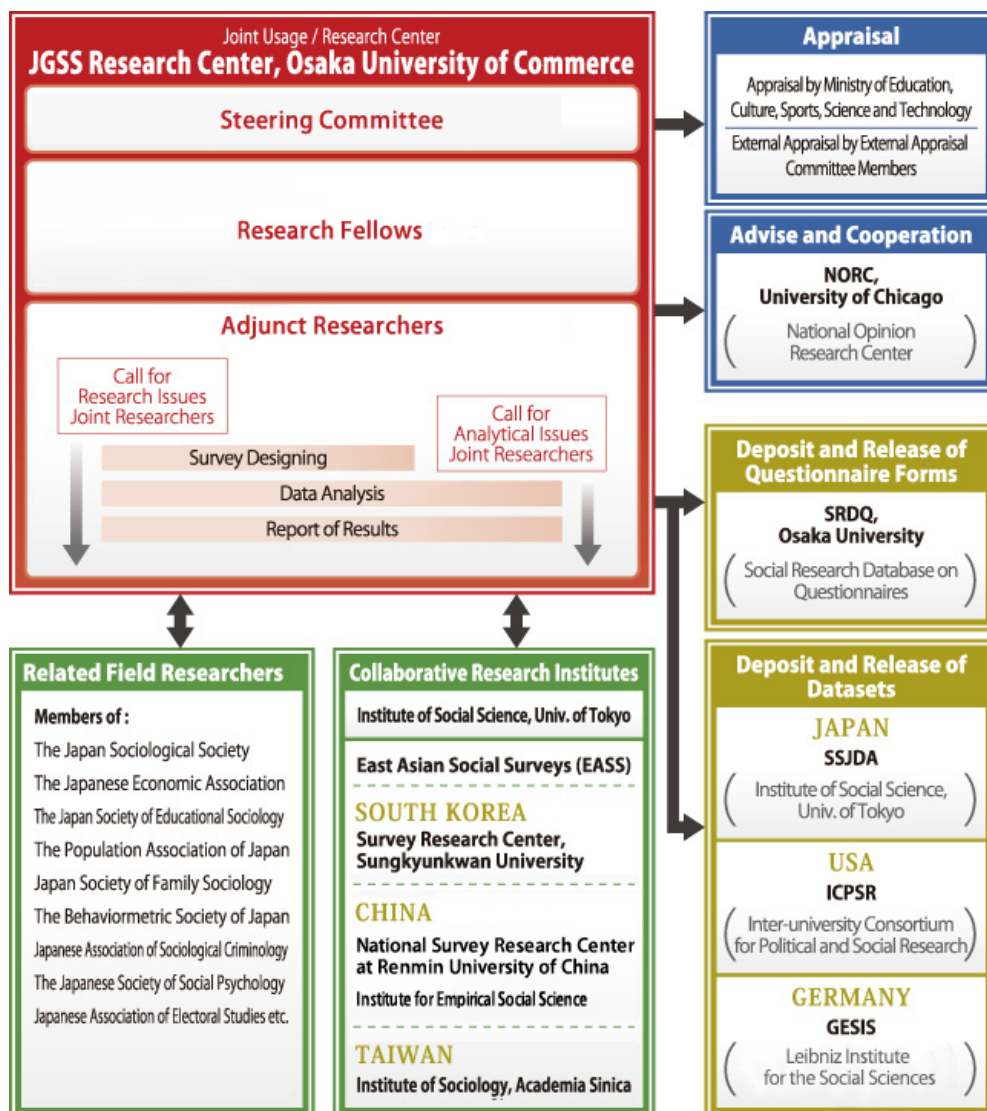 Joint Usage / Research Center
JGSS Research Center, Osaka University of Commerce
Steering Committee
Research Fellows
Adjunct Researchers
Call for
Research Issues
Joint Researchers
Call for
Analytical Issues
Joint Researchers
Survey Designing
Data Analysis
Report of Results
Appraisal
Appraisal by Ministry of Education,
Culture, Sports, Science and Technology
External Appraisal by External Appraisal
Committee Members
Advise and Cooperation
NORC,
University of Chicago
( National Opinion
Research Center )
Deposit and Release of
Questionnaire Forms
SRDQ,
Osaka University
( Social Research Database on
Questionnaires )
Deposit and Release of
Datasets
JAPAN
SSJDA
( Institute of Social Science,
Univ. of Tokyo )
USA
ICPSR
( Inter-university Consortium
for Political and Social Research )
GERMANY
GESIS
( Leibniz Institute
for the Social Sciences )
Related Field Researchers
Members of :
The Japan Sociological Society
The Japanese Economic Association
The Japan Society of Educational Sociology
The Population Association of Japan
Japan Society of Family Sociology
The Behaviormetric Society of Japan
Japanese Association of Sociological Criminology
The Japanese Society of Social Psychology
Japanese Association of Electoral Studies etc.
Collaborative Research Institutes
Institute of Social Science, Univ. of Tokyo
East Asian Social Surveys (EASS)
SOUTH KOREA
Survey Research Center,
Sungkyunkwan University
CHINA
National Survey Research Center
at Renmin University of China
Institute for Empirical Social Science
TAIWAN
Institute of Sociology, Academia Sinica